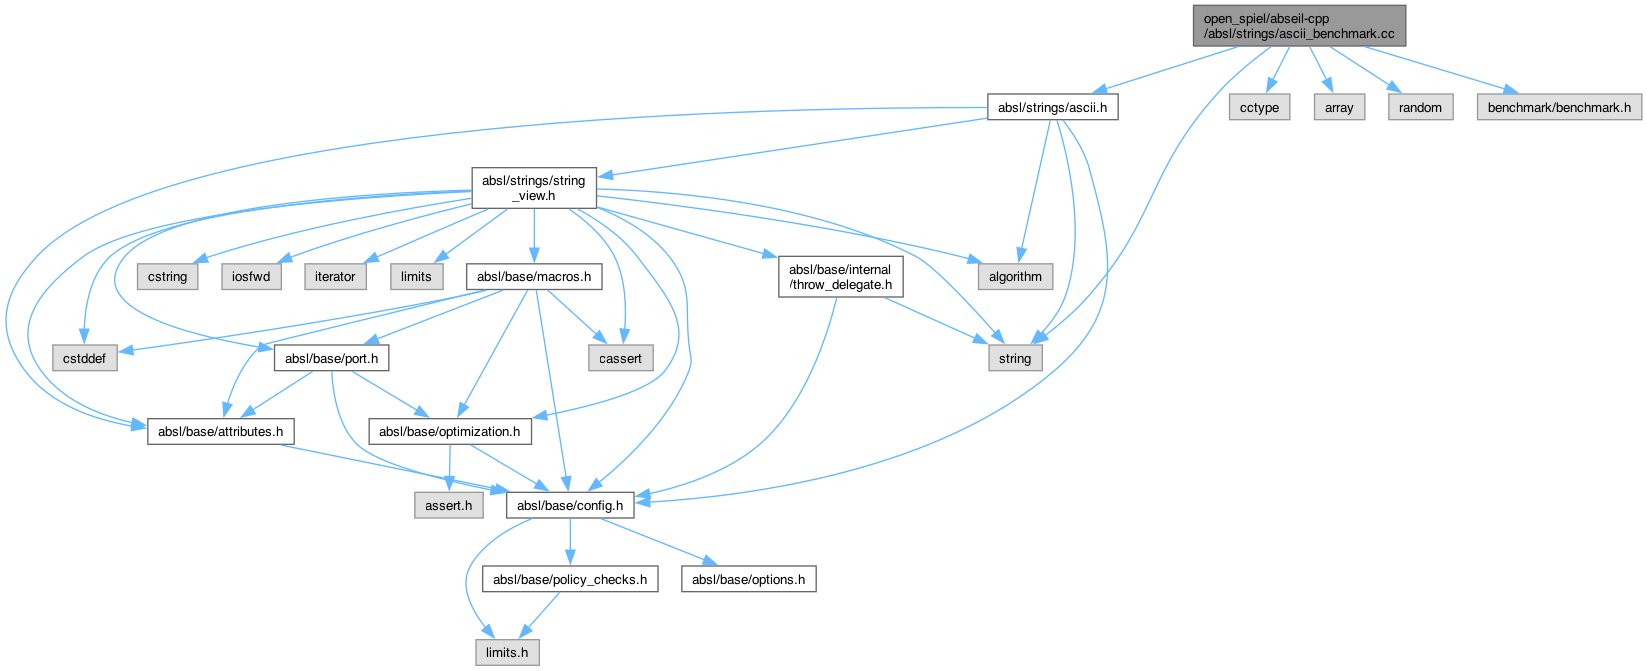 open_spiel/abseil-cpp
/absl/strings/ascii_benchmark.cc
absl/strings/ascii.h
cctype
array
random
benchmark/benchmark.h
absl/strings/string
_view.h
cstring
iosfwd
iterator
limits
absl/base/macros.h
absl/base/internal
/throw_delegate.h
algorithm
cstddef
absl/base/port.h
cassert
string
absl/base/attributes.h
absl/base/optimization.h
assert.h
absl/base/config.h
absl/base/policy_checks.h
absl/base/options.h
limits.h